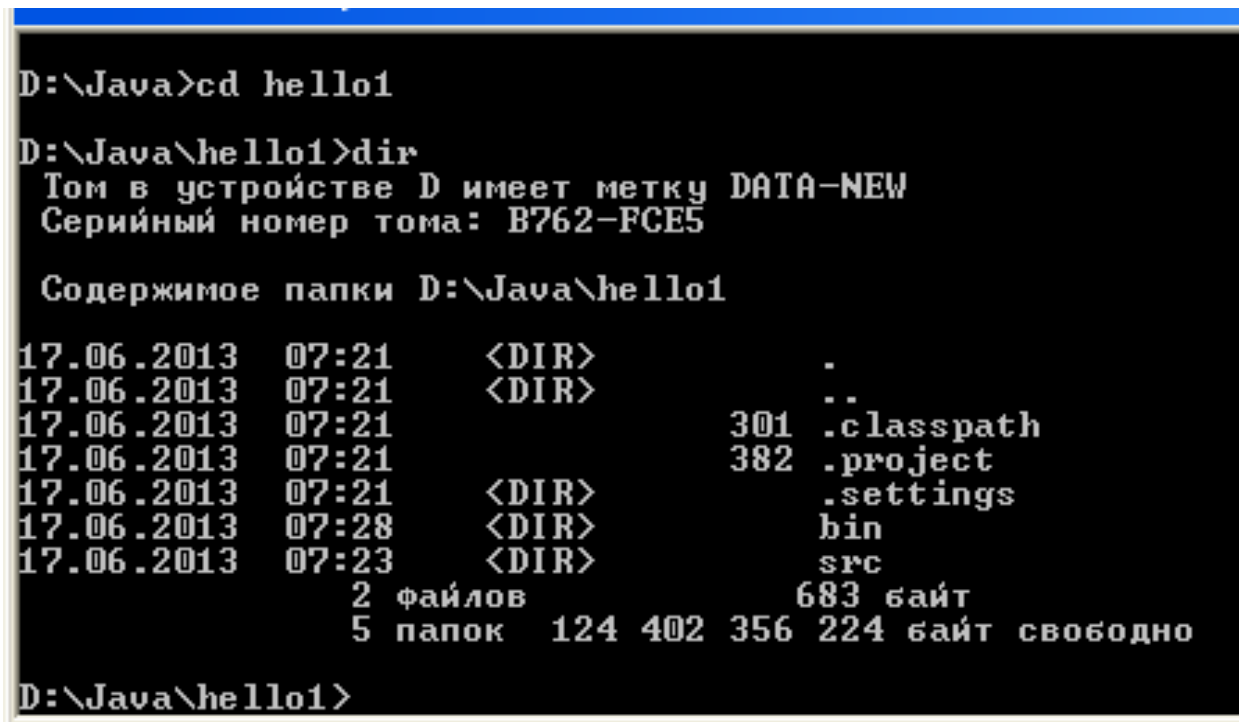 D:\Java>cd hello1
D:\Java\hello1>dir
Том в устройстве D имеет метку DATA-NEW
Серийный номер тома: B762-FCE5
Содержимое папки D:\Java\hello1
17.06.2013  07:21    <DIR>          .
17.06.2013  07:21    <DIR>          ..
17.06.2013  07:21               301 .classpath
17.06.2013  07:21               382 .project
17.06.2013  07:21    <DIR>          .settings
17.06.2013  07:28    <DIR>          bin
17.06.2013  07:23    <DIR>          src
2 файлов            683 байт
5 папок  124 402 356 224 байт свободно
D:\Java\hello1>